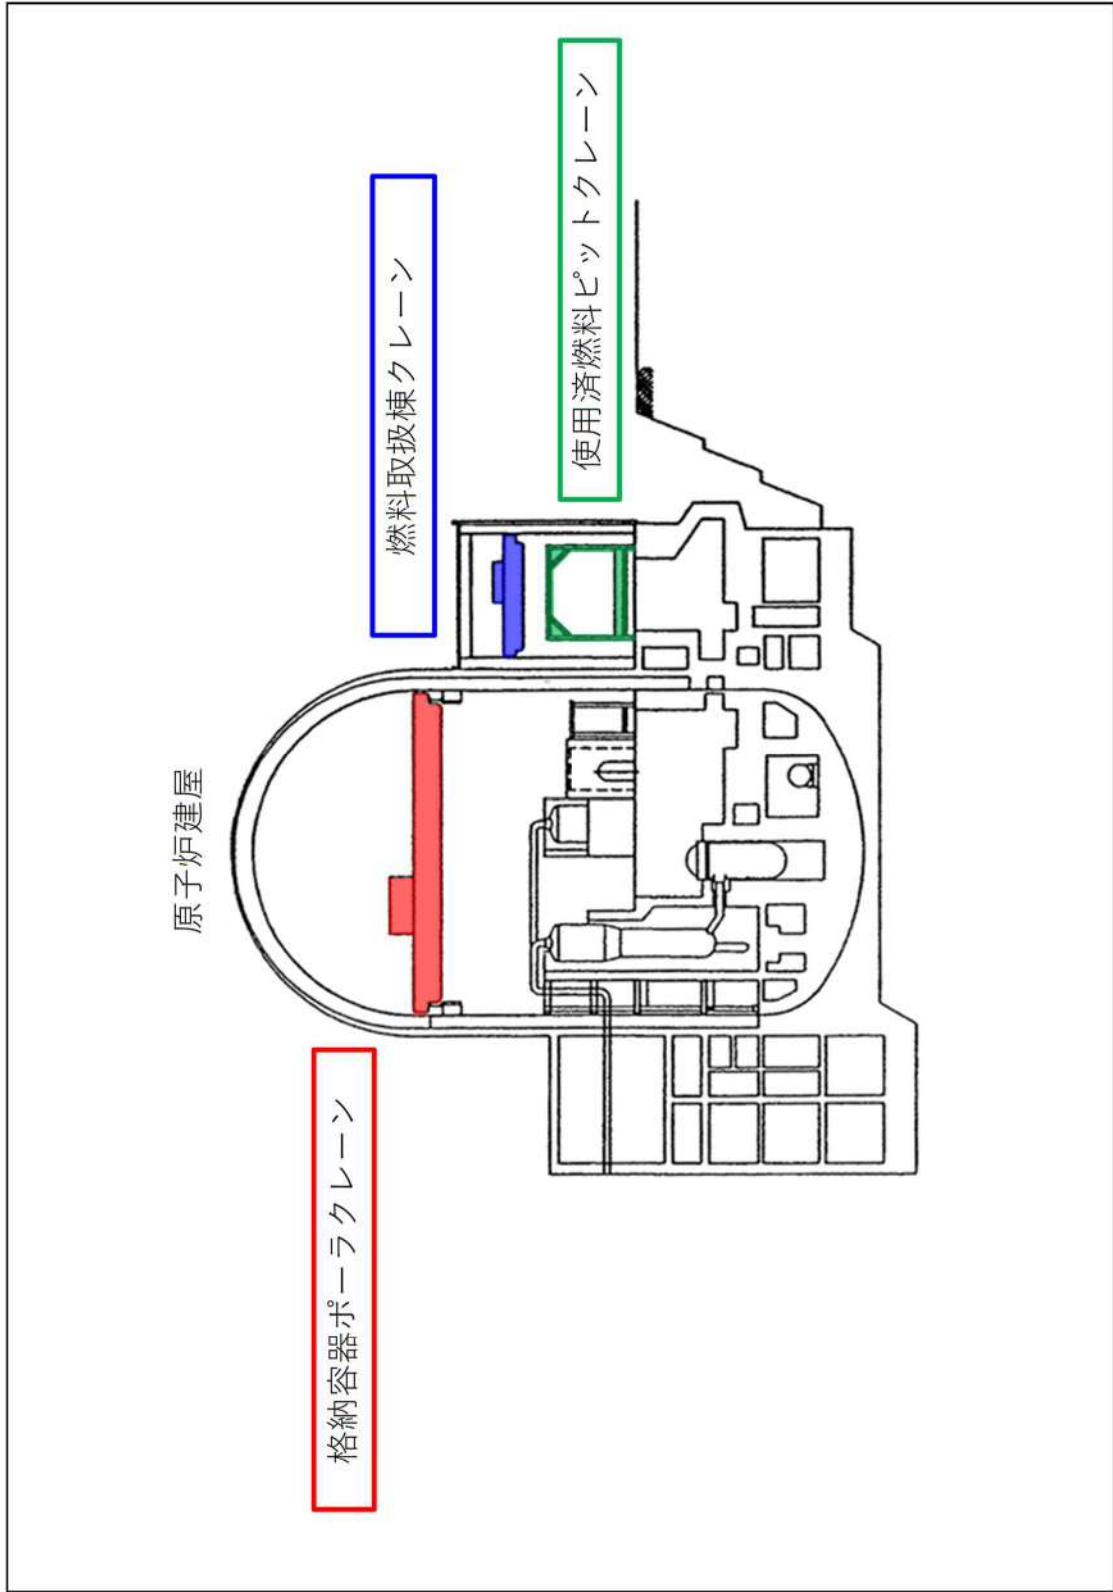 原子炉建屋
格納容器ポーラクレーン
燃料取扱棟クレーン
使用済燃料ピットクレーン